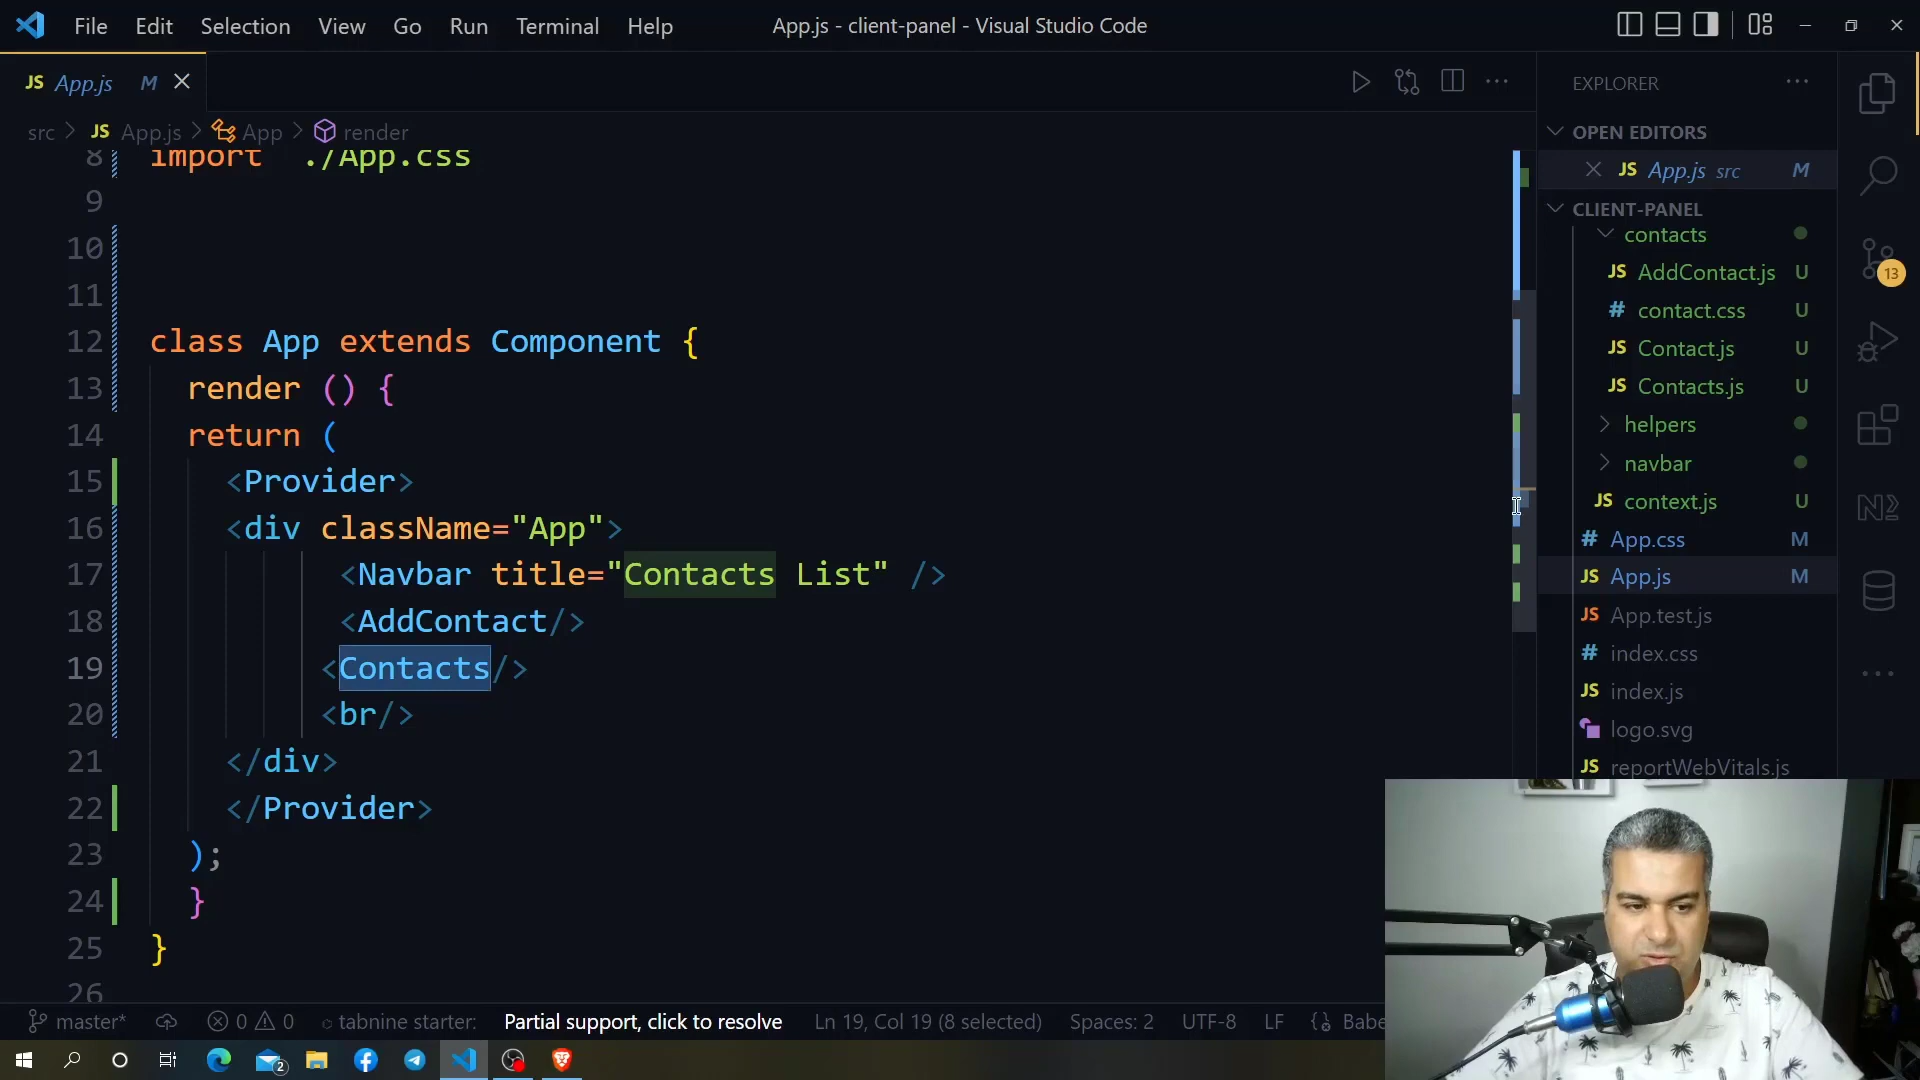 File Edit Selection View Go Run Terminal Help
App.js - client-panel - Visual Studio Code
JS App.js M
src > JS App.js > App > render
8 import './App.css
9
10
11
12 class App extends Component {
13 render () {
14 return (
15 <Provider>
16 <div className="App">
17 <Navbar title="Contacts List" />
18 <AddContact/>
19 <Contacts/>
20 <br/>
21 </div>
22 </Provider>
23 );
24 }
25 }
26
EXPLORER
OPEN EDITORS
JS App.js src M
CLIENT-PANEL
contacts
JS AddContact.js U
# contact.css U
JS Contact.js U
JS Contacts.js U
helpers
navbar
JS context.js U
# App.css M
JS App.js M
JS App.test.js
# index.css
JS index.js
logo.svg
JS reportWebVitals.js
13
master* 0 0 tabnine starter: Partial support, click to resolve Ln 19, Col 19 (8 selected) Spaces: 2 UTF-8 LF Babe
2